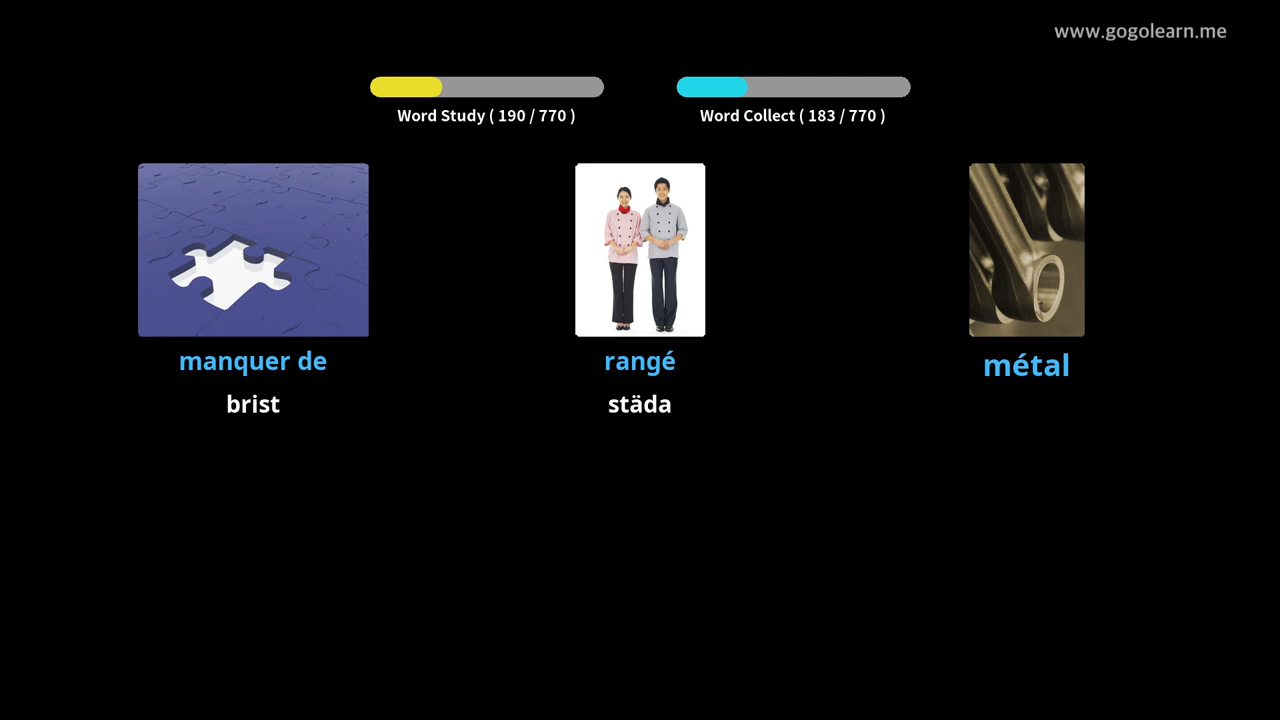 www.gogolearn.me
Word Study ( 190 / 770 )
Word Collect ( 183 / 770 )
manquer de
brist
rangé
städa
métal